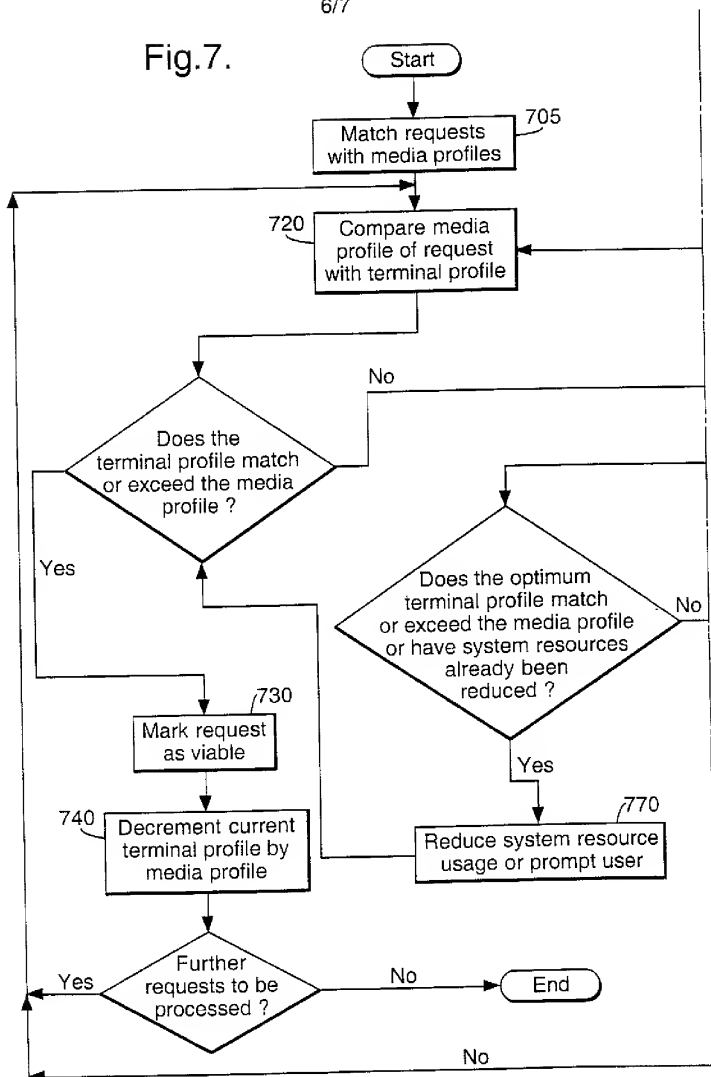 6/7
Fig.7.
Start
705
Match requests
with media profiles
720
Compare media
profile of request
with terminal profile
No
Does the
terminal profile match
or exceed the media
profile ?
Yes
Does the optimum
terminal profile match
or exceed the media profile
or have system resources
already been
reduced ?
No
730
Mark request
as viable
Yes
740
Decrement current
terminal profile by
media profile
770
Reduce system resource
usage or prompt user
Further
requests to be
processed ?
Yes
No
End
No